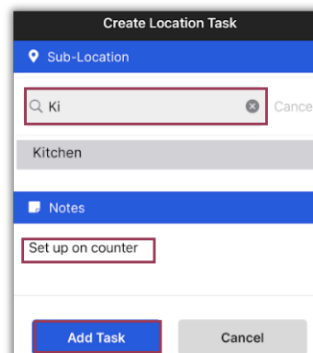 Create Location Task
Sub-Location
Ki
Cance
Kitchen
Notes
Set up on counter
Add Task
Cancel